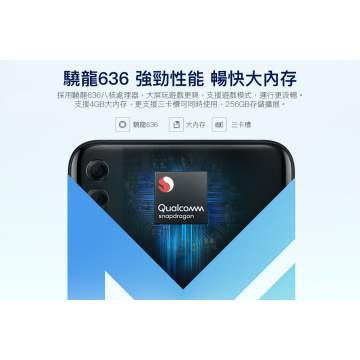 驍龍636 強勁性能 暢快大內存
採用驍龍636八核處理器，大屏玩遊戲更爽，支援遊戲模式，運行更流暢。
支援4GB大內存，更支援三卡槽可同時使用，256GB存儲擴展。
驍龍636 大內存 三卡槽
Qualcomm
snapdragon